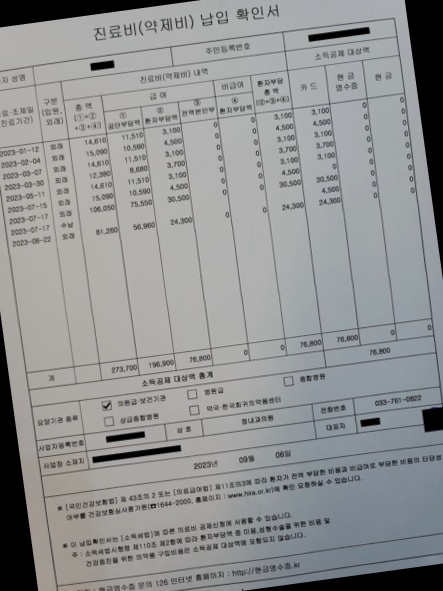 진료비(약제비) 납입 확인서
자 성명
주민등록번호
진료비(약제비) 내역
소득공제 대상액
구분 (입원, 외래)
총 액 (①+②+③+④)
급 여
비급여
환자부담 총 액 (②+③+④)
카 드
현 금 영수증
현 금
① 공단부담액
② 환자부담액
③ 전액본인부
④ 환자부담액
2023-01-12 외래 14,610 11,510 3,100 0 0 3,100 3,100 0 0
2023-02-04 외래 15,090 10,590 4,500 0 0 4,500 4,500 0 0
2023-03-07 외래 14,610 11,510 3,100 0 0 3,100 3,100 0 0
2023-03-30 외래 12,380 8,680 3,700 0 0 3,700 3,700 0 0
2023-05-11 외래 14,610 11,510 3,100 0 0 3,100 3,100 0 0
2023-07-15 외래 15,090 10,590 4,500 0 0 4,500
2023-07-17 외래 106,050 75,550 30,500 0 0 30,500 30,500 0 0
2023-07-17 수납 4,500
2023-08-22 외래 81,260 56,960 24,300 0 0 24,300 24,300 0 0
계 273,700 196,900 76,800 0 0 76,800 76,800 0 0
소득공제 대상액 총계 76,800
요양기관 종류
의원급·보건기관
병원급
종합병원
상급종합병원
약국·한국희귀의약품센터
사업자등록번호
상 호
청내과의원
전화번호
033-761-0822
사업장 소재지
대표자
2023년 09월 06일
※ [국민건강보험법] 제 43조의 2 또는 [의료급여법] 제11조의3에 따라 환자가 전액 부담한 비용과 비급여로 부담한 비용의 타당성
여부를 건강보험심사평가원(☎1644-2000, 홈페이지 : www.hira.or.kr)에 확인 요청하실 수 있습니다.
※ 이 납입확인서는 [소득세법]에 따른 의료비 공제신청에 사용할 수 있습니다.
주 : 소득세법시행령 제110조 제2항에 따라 환자부담액 중 미용,성형수술을 위한 비용 및
건강증진을 위한 의약품 구입비용은 소득공제 대상액에 포함되지 않습니다.
현금영수증 문의 126 인터넷 홈페이지 : http://현금영수증.kr